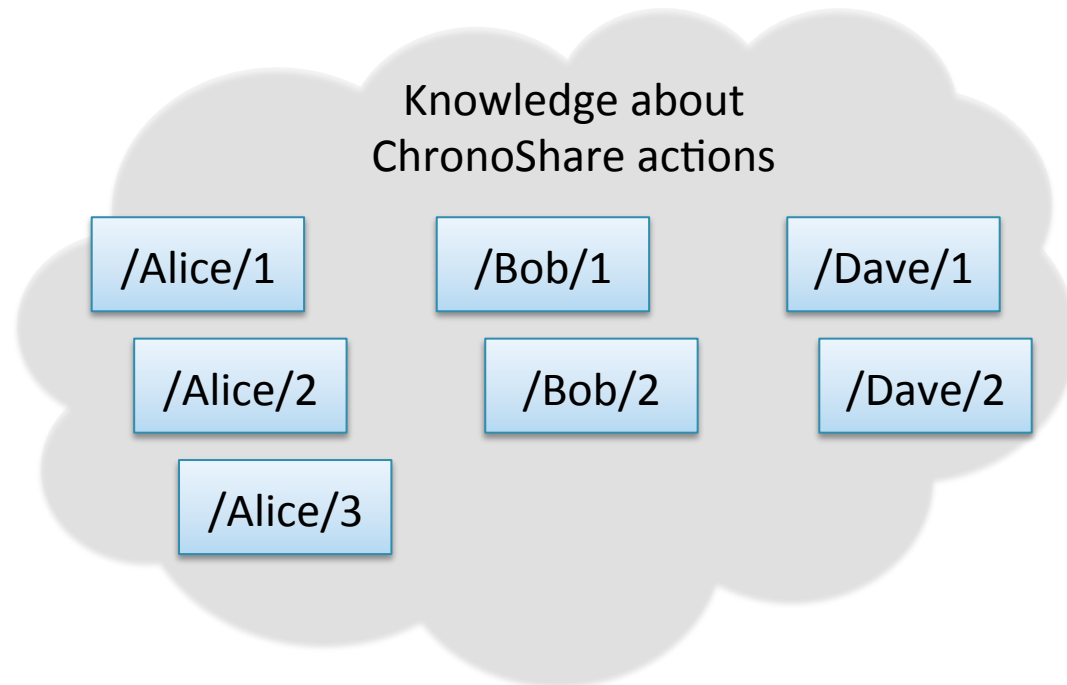 Knowledge about
ChronoShare actions
/Alice/1
/Bob/1
/Dave/1
/Alice/2
/Bob/2
/Dave/2
/Alice/3